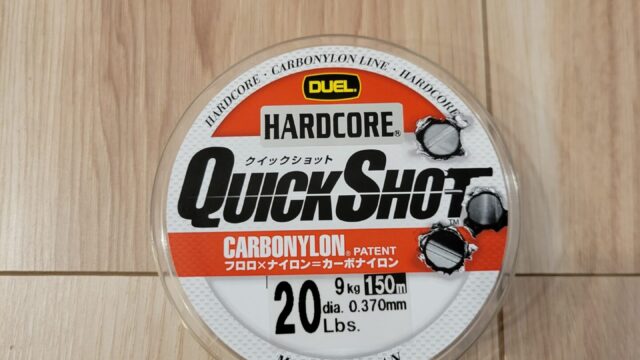 HARDCORE · CARBONYLON LINE · HARDCORE
DUEL®
HARDCORE®
クイックショット
QUICKSHOT™
CARBONYLON® PATENT
フロロ×ナイロン=カーボナイロン
20 Lbs.
9kg 150m
dia. 0.370mm